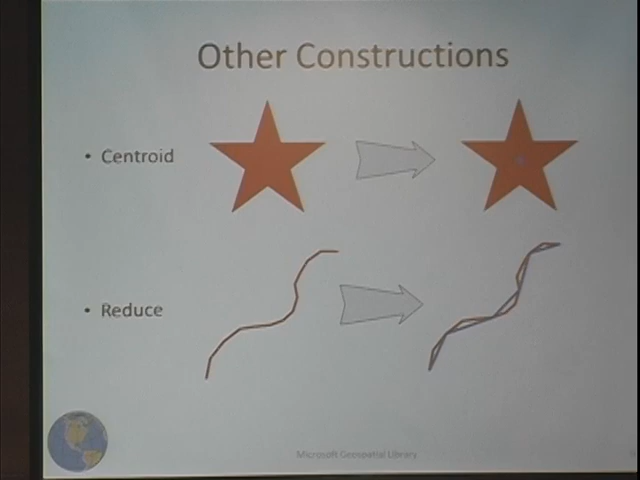 Other Constructions
• Centroid
• Reduce
Microsoft Geospatial Library